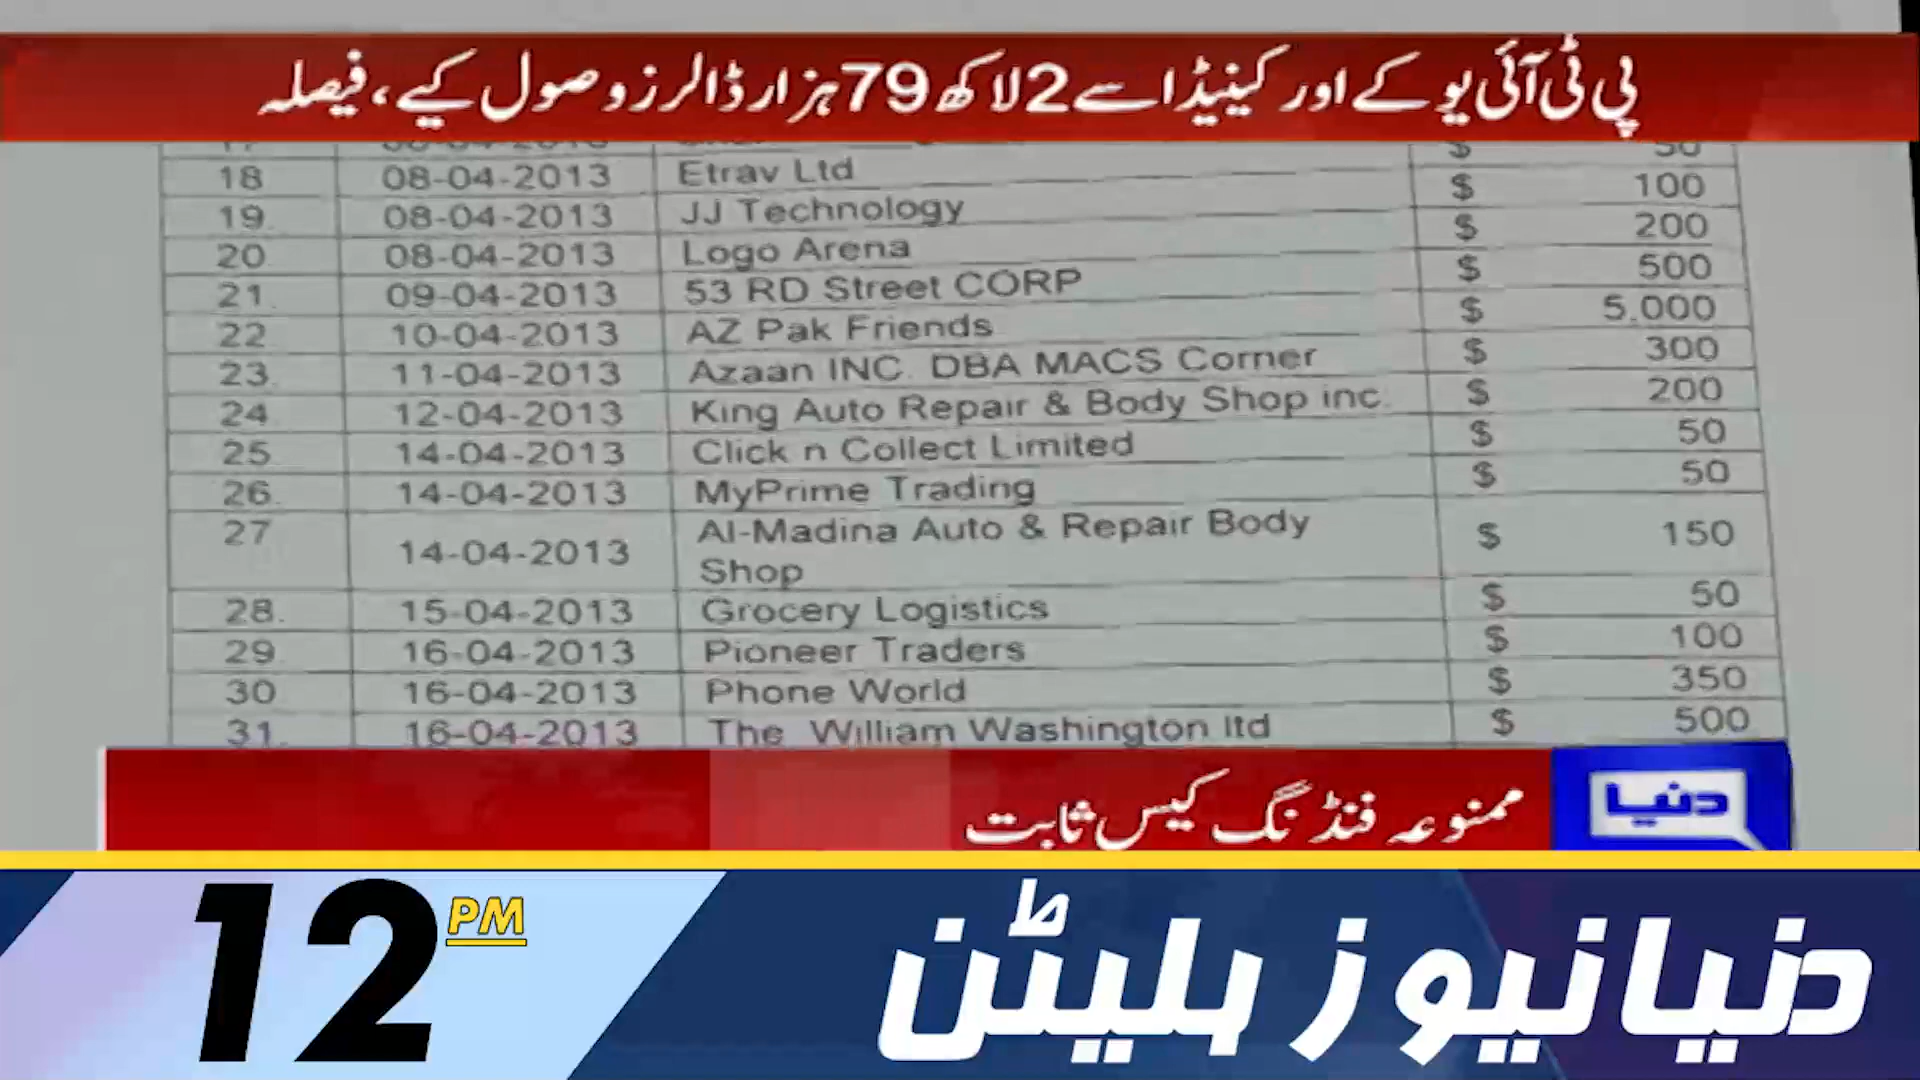 پی ٹی آئی یو کے اور کینیڈا سے 2 لاکھ 79 ہزار ڈالرز وصول کیے، فیصلہ
50
18 08-04-2013 Etrav Ltd $ 100
19. 08-04-2013 JJ Technology $ 200
20 08-04-2013 Logo Arena $ 500
21. 09-04-2013 53 RD Street CORP $ 5,000
22 10-04-2013 AZ Pak Friends $ 300
23. 11-04-2013 Azaan INC. DBA MACS Corner $ 200
24 12-04-2013 King Auto Repair & Body Shop inc. $ 50
25 14-04-2013 Click n Collect Limited $ 50
26. 14-04-2013 MyPrime Trading
27 14-04-2013 Al-Madina Auto & Repair Body $ 150
Shop
28. 15-04-2013 Grocery Logistics $ 50
29 16-04-2013 Pioneer Traders $ 100
30 16-04-2013 Phone World $ 350
31. 16-04-2013 The William Washington ltd $ 500
ممنوعہ فنڈنگ کیس ثابت
دنیا
12 PM
دنیا نیوز بلیٹن